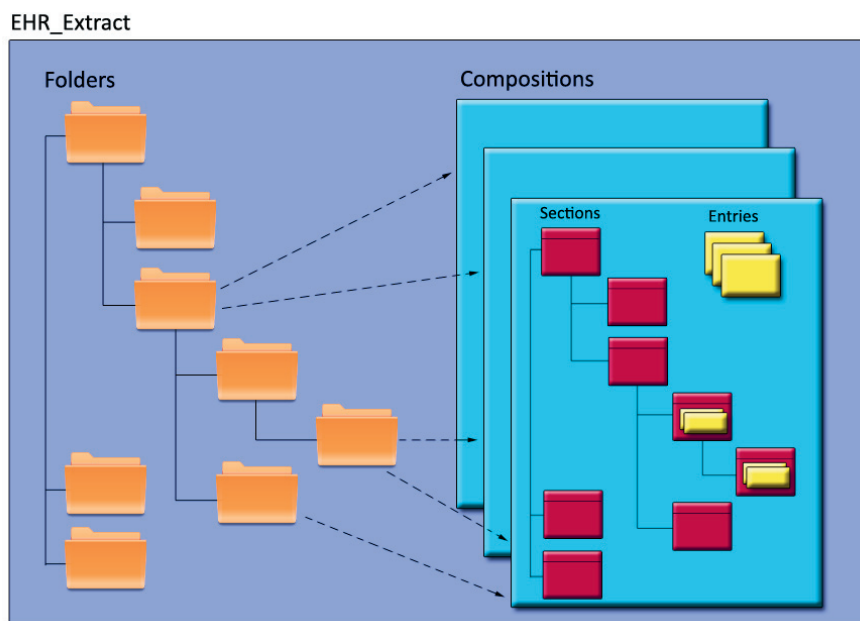 EHR_Extract
Folders
Compositions
Sections
Entries